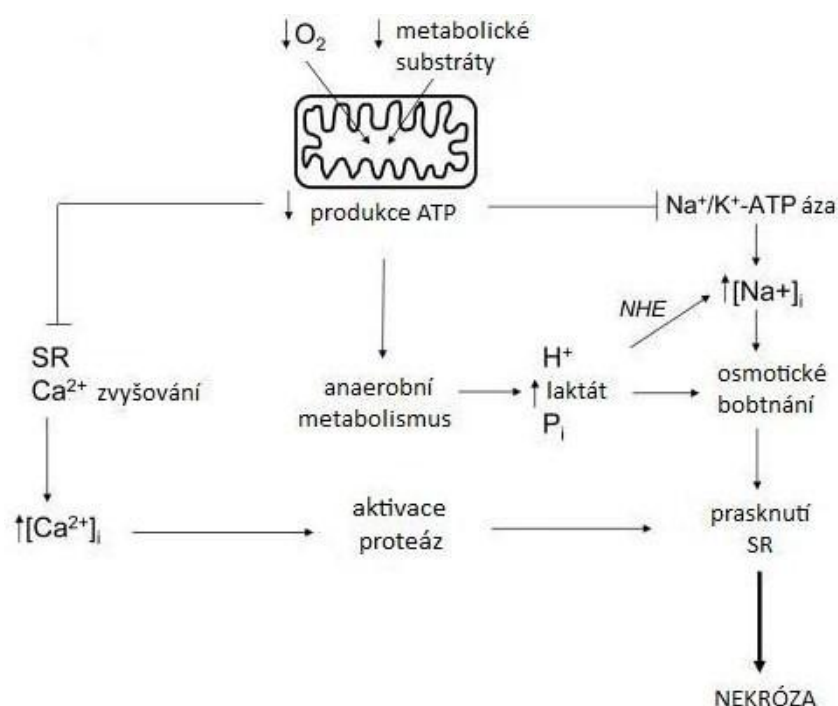 ↓O₂ ↓ metabolické
substráty
↓ produkce ATP
Na⁺/K⁺-ATP áza
↑[Na+]ᵢ
NHE
SR
Ca²⁺ zvyšování
anaerobní
metabolismus
H⁺
↑ laktát
Pᵢ
osmotické
bobtnání
↑[Ca²⁺]ᵢ
aktivace
proteáz
prasknutí
SR
NEKRÓZA